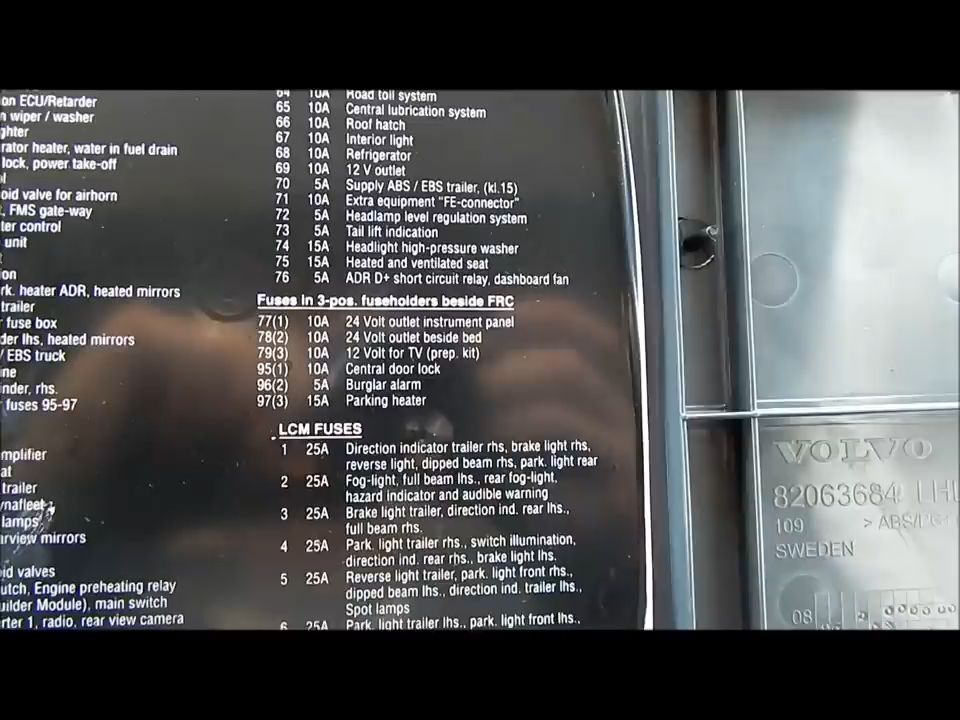 on ECU/Retarder
wiper / washer
ghter
rator heater, water in fuel drain
lock, power take-off
oid valve for airhorn
, FMS gate-way
ter control
unit
on
rk. heater ADR, heated mirrors
trailer
fuse box
der lhs, heated mirrors
/ EBS truck
ne
inder, rhs.
fuses 95-97
mplifier
at
trailer
ynafleet
lamps
arview mirrors
id valves
utch, Engine preheating relay
uilder Module), main switch
rter 1, radio, rear view camera
64 10A Road toll system
65 10A Central lubrication system
66 10A Roof hatch
67 10A Interior light
68 10A Refrigerator
69 10A 12 V outlet
70 5A Supply ABS / EBS trailer, (kl.15)
71 10A Extra equipment "FE-connector"
72 5A Headlamp level regulation system
73 5A Tail lift indication
74 15A Headlight high-pressure washer
75 15A Heated and ventilated seat
76 5A ADR D+ short circuit relay, dashboard fan
Fuses in 3-pos. fuseholders beside FRC
77(1) 10A 24 Volt outlet instrument panel
78(2) 10A 24 Volt outlet beside bed
79(3) 10A 12 Volt for TV (prep. kit)
95(1) 10A Central door lock
96(2) 5A Burglar alarm
97(3) 15A Parking heater
LCM FUSES
1 25A Direction indicator trailer rhs, brake light rhs,
reverse light, dipped beam rhs, park. light rear
2 25A Fog-light, full beam lhs., rear fog-light,
hazard indicator and audible warning
3 25A Brake light trailer, direction ind. rear lhs.,
full beam rhs.
4 25A Park. light trailer rhs., switch illumination,
direction ind. rear rhs., brake light lhs.
5 25A Reverse light trailer, park. light front rhs.,
dipped beam lhs., direction ind. trailer lhs.,
Spot lamps
6 25A Park. light trailer lhs., park. light front lhs.,
VOLVO
82063684 LHL
109 > ABS/PC
SWEDEN
08